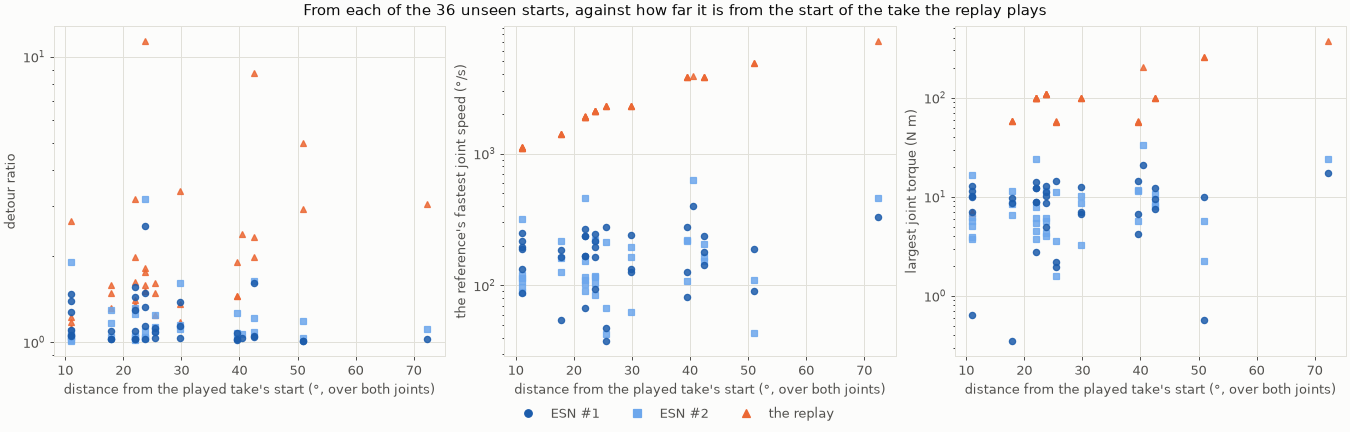 From each of the 36 unseen starts, against how far it is from the start of the take the replay plays
detour ratio
10¹
10⁰
10 20 30 40 50 60 70
distance from the played take's start (°, over both joints)
the reference's fastest joint speed (°/s)
10³
10²
10 20 30 40 50 60 70
distance from the played take's start (°, over both joints)
largest joint torque (N m)
10²
10¹
10⁰
10 20 30 40 50 60 70
distance from the played take's start (°, over both joints)
ESN #1 ESN #2 the replay